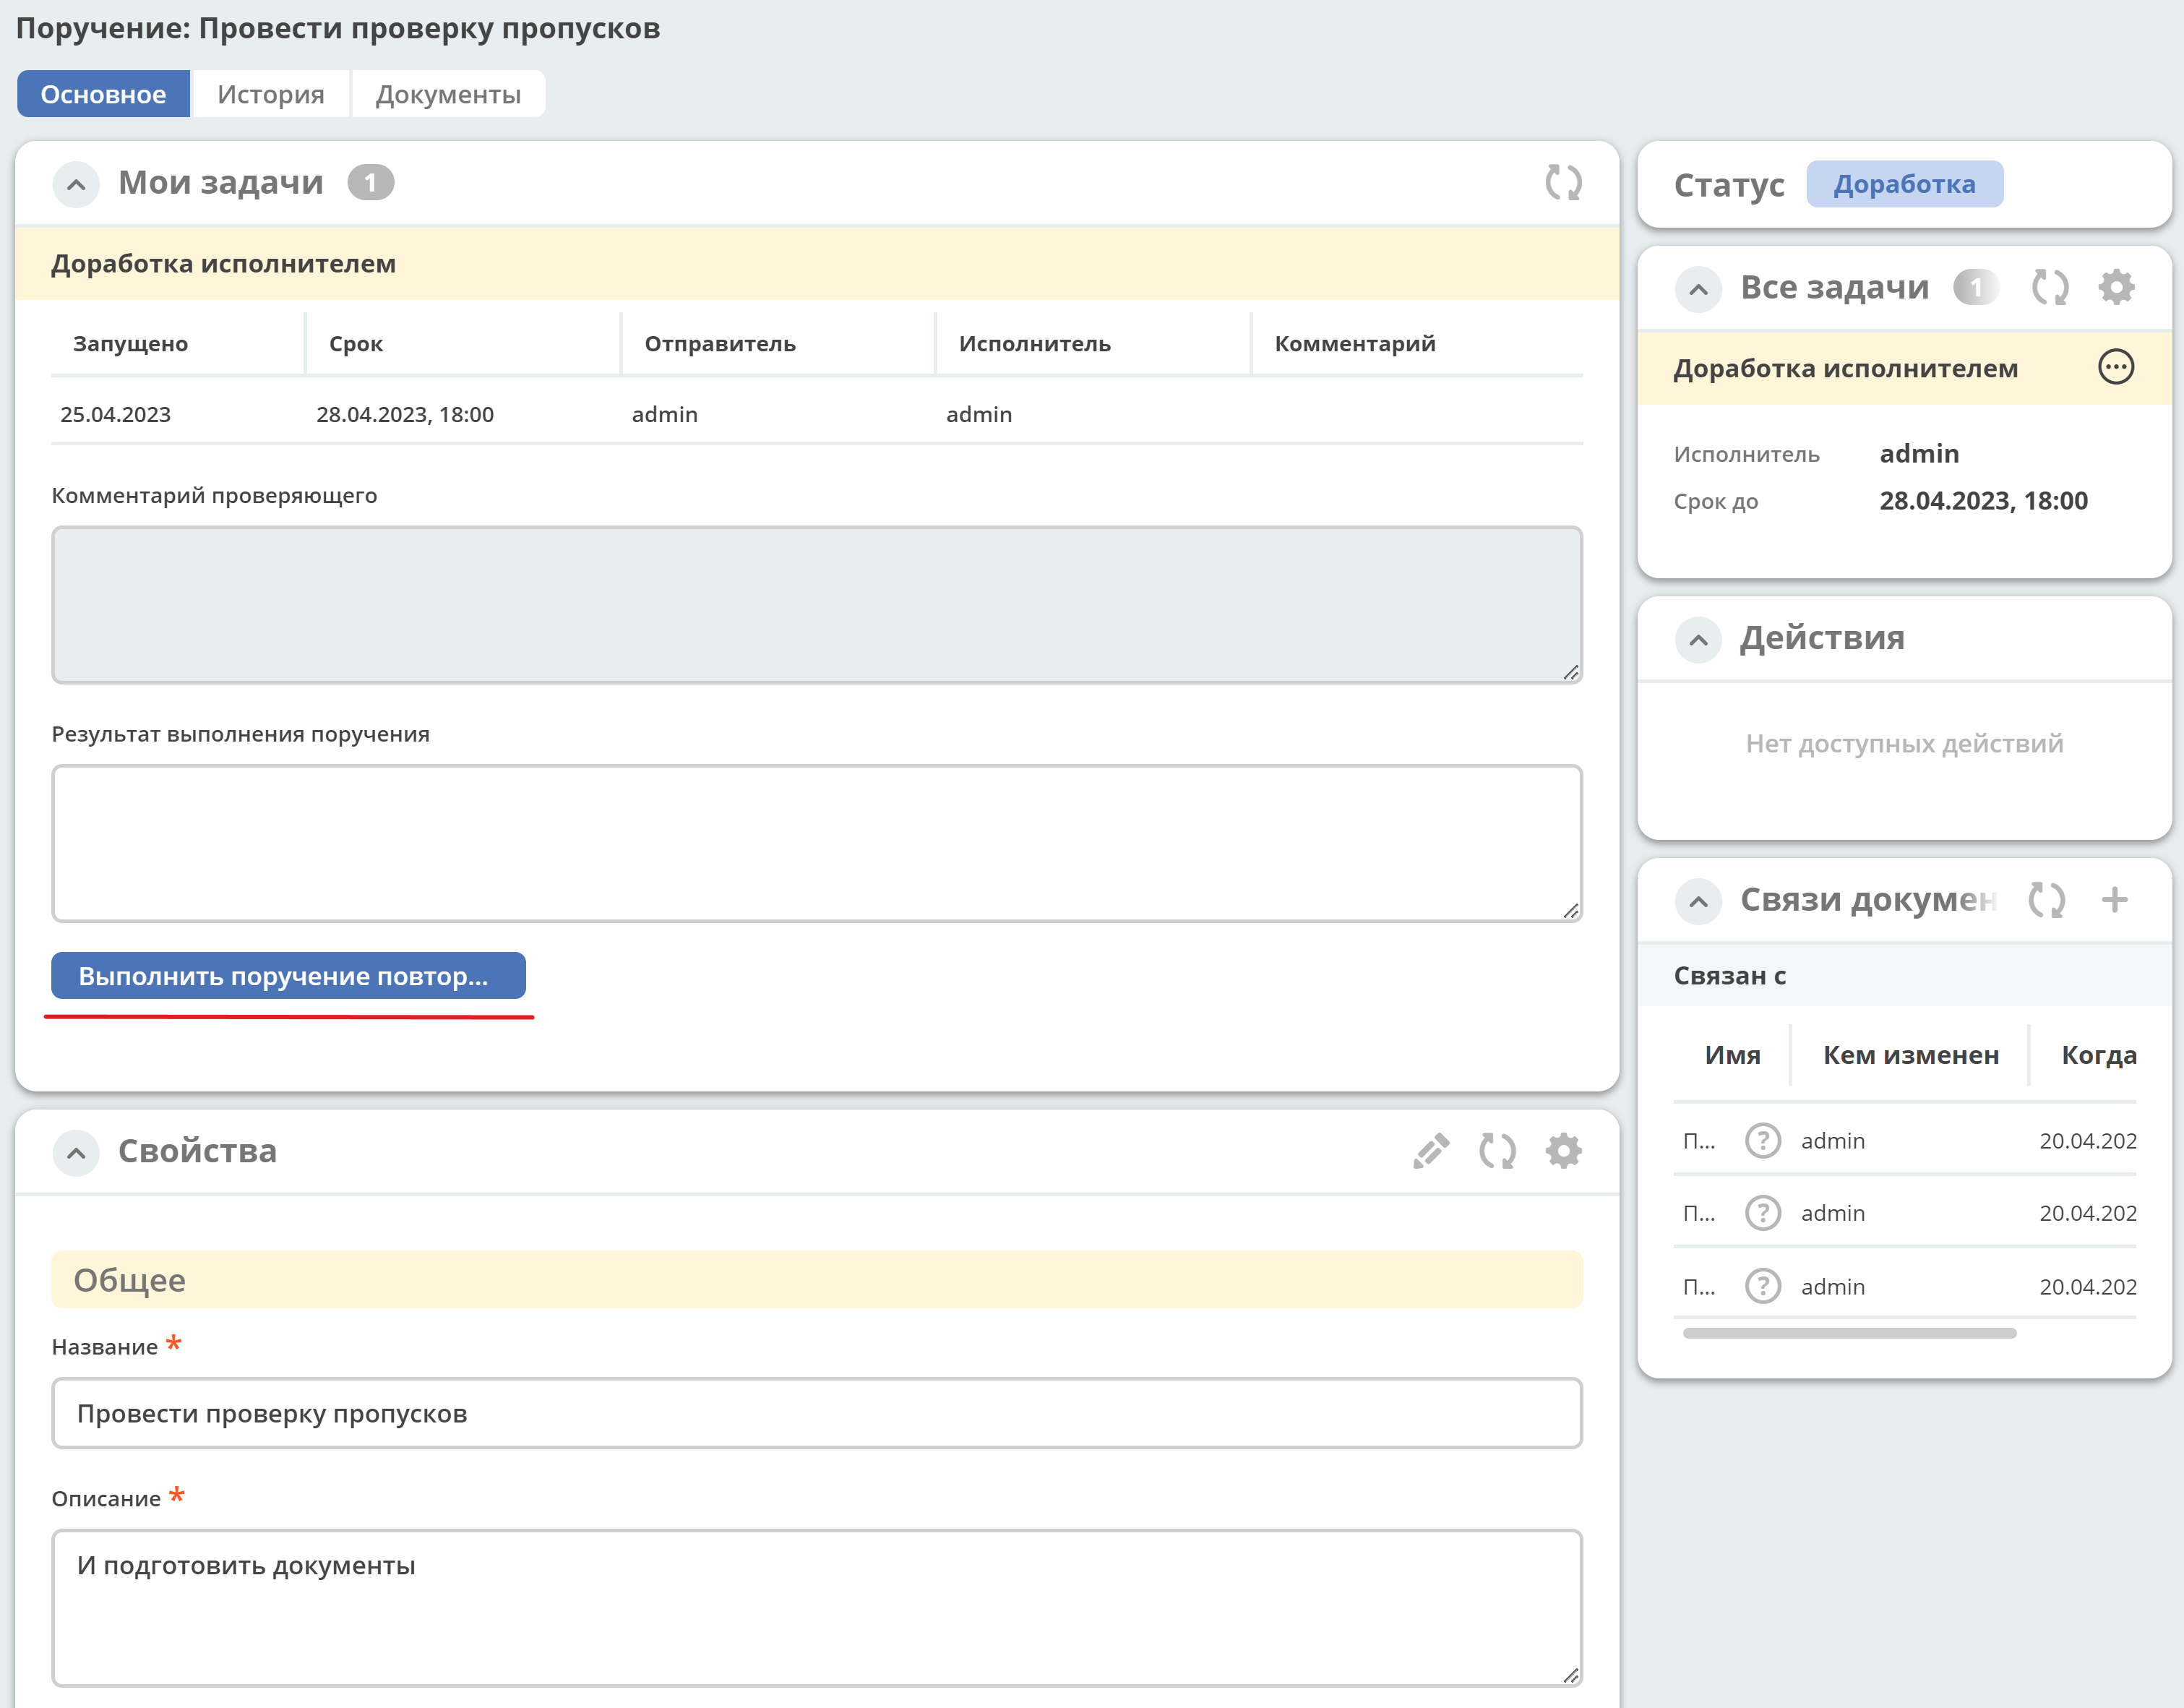 Поручение: Провести проверку пропусков
Основное История Документы
Мои задачи 1
Доработка исполнителем
Запущено Срок Отправитель Исполнитель Комментарий
25.04.2023 28.04.2023, 18:00 admin admin
Комментарий проверяющего
Результат выполнения поручения
Выполнить поручение повтор...
Свойства
Общее
Название *
Провести проверку пропусков
Описание *
И подготовить документы
Статус Доработка
Все задачи 1
Доработка исполнителем
Исполнитель admin
Срок до 28.04.2023, 18:00
Действия
Нет доступных действий
Связи докумен
Связан с
Имя Кем изменен Когда
П... ? admin 20.04.202
П... ? admin 20.04.202
П... ? admin 20.04.202